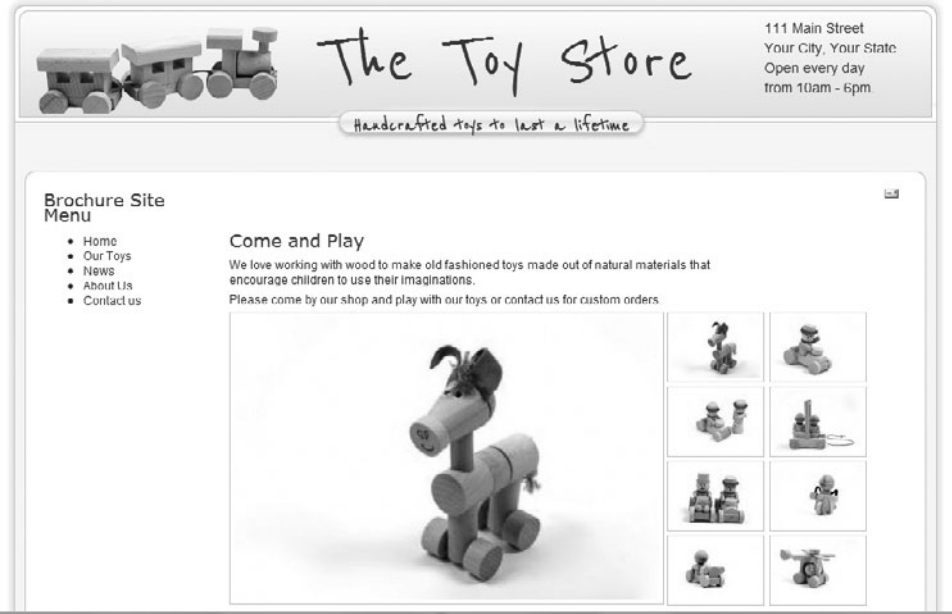 The Toy Store
Handcrafted toys to last a lifetime
111 Main Street
Your City, Your State
Open every day
from 10am - 6pm.
Brochure Site
Menu
Home
Our Toys
News
About Us
Contact us
Come and Play
We love working with wood to make old fashioned toys made out of natural materials that
encourage children to use their imaginations.
Please come by our shop and play with our toys or contact us for custom orders.